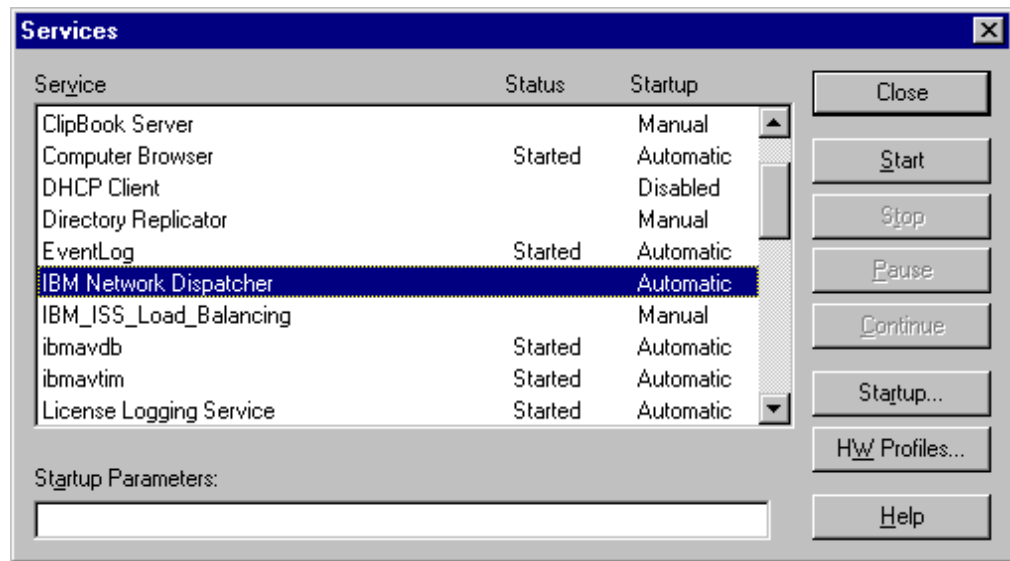 Services
Service Status Startup
ClipBook Server Manual
Computer Browser Started Automatic
DHCP Client Disabled
Directory Replicator Manual
EventLog Started Automatic
IBM Network Dispatcher Automatic
IBM_ISS_Load_Balancing Manual
ibmavdb Started Automatic
ibmavtim Started Automatic
License Logging Service Started Automatic
Startup Parameters:
Close
Start
Stop
Pause
Continue
Startup...
HW Profiles...
Help